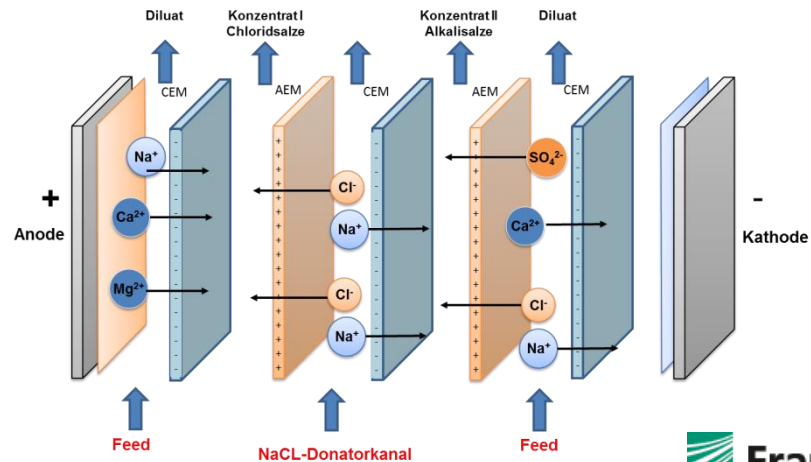 Diluat
Konzentrat I
Chloridsalze
Konzentrat II
Alkalisalze
Diluat
CEM
AEM
CEM
AEM
CEM
+
Anode
Na⁺
Ca²⁺
Mg²⁺
Cl⁻
Na⁺
Cl⁻
Na⁺
SO₄²⁻
Ca²⁺
Cl⁻
Na⁺
-
Kathode
Feed
NaCL-Donatorkanal
Feed